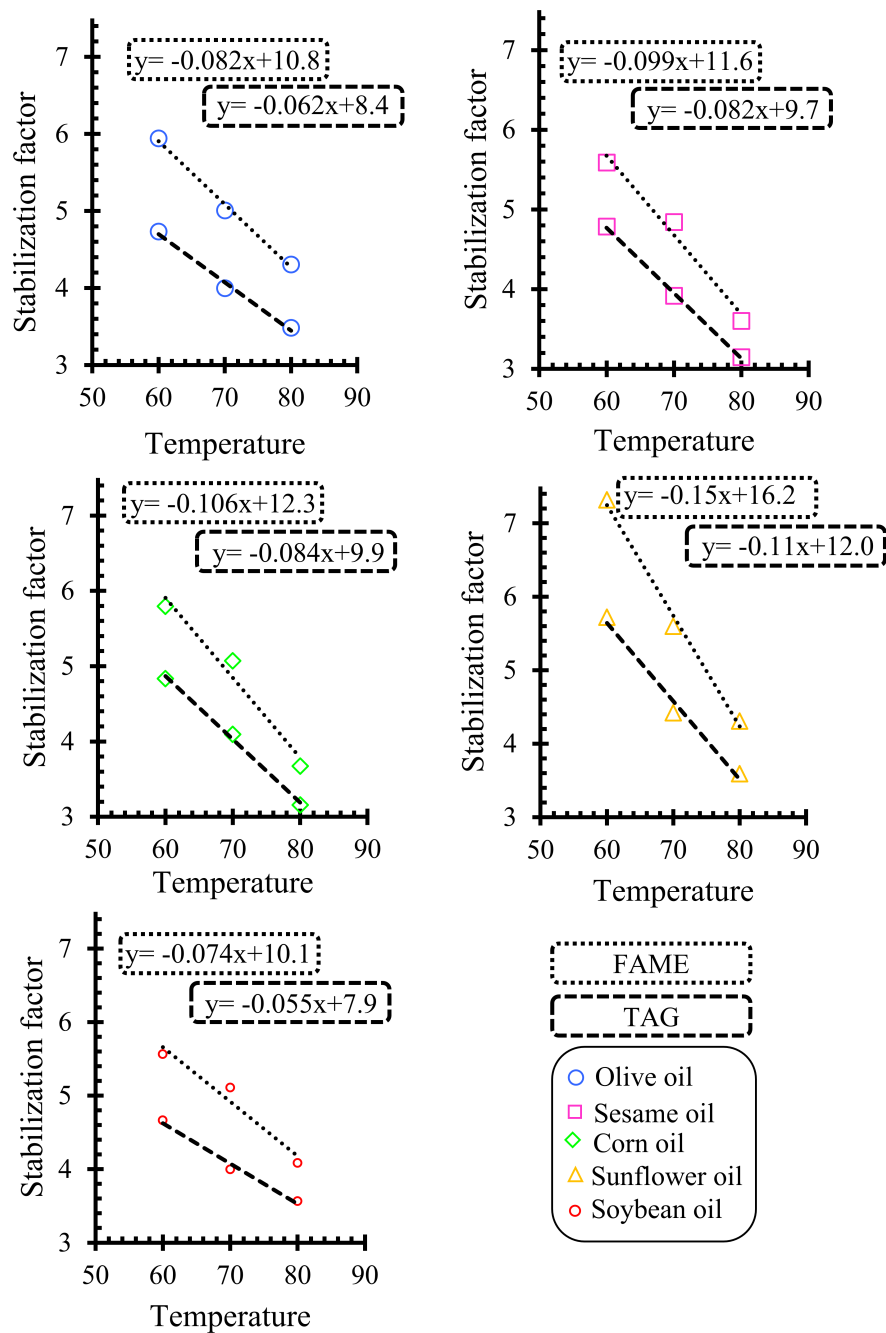 y= -0.082x+10.8
y= -0.062x+8.4
7
6
5
4
3
50 60 70 80 90
Stabilization factor
Temperature
y= -0.099x+11.6
y= -0.082x+9.7
7
6
5
4
3
50 60 70 80 90
Stabilization factor
Temperature
y= -0.106x+12.3
y= -0.084x+9.9
7
6
5
4
3
50 60 70 80 90
Stabilization factor
Temperature
y= -0.15x+16.2
y= -0.11x+12.0
7
6
5
4
3
50 60 70 80 90
Stabilization factor
Temperature
y= -0.074x+10.1
y= -0.055x+7.9
7
6
5
4
3
50 60 70 80 90
Stabilization factor
Temperature
FAME
TAG
Olive oil
Sesame oil
Corn oil
Sunflower oil
Soybean oil